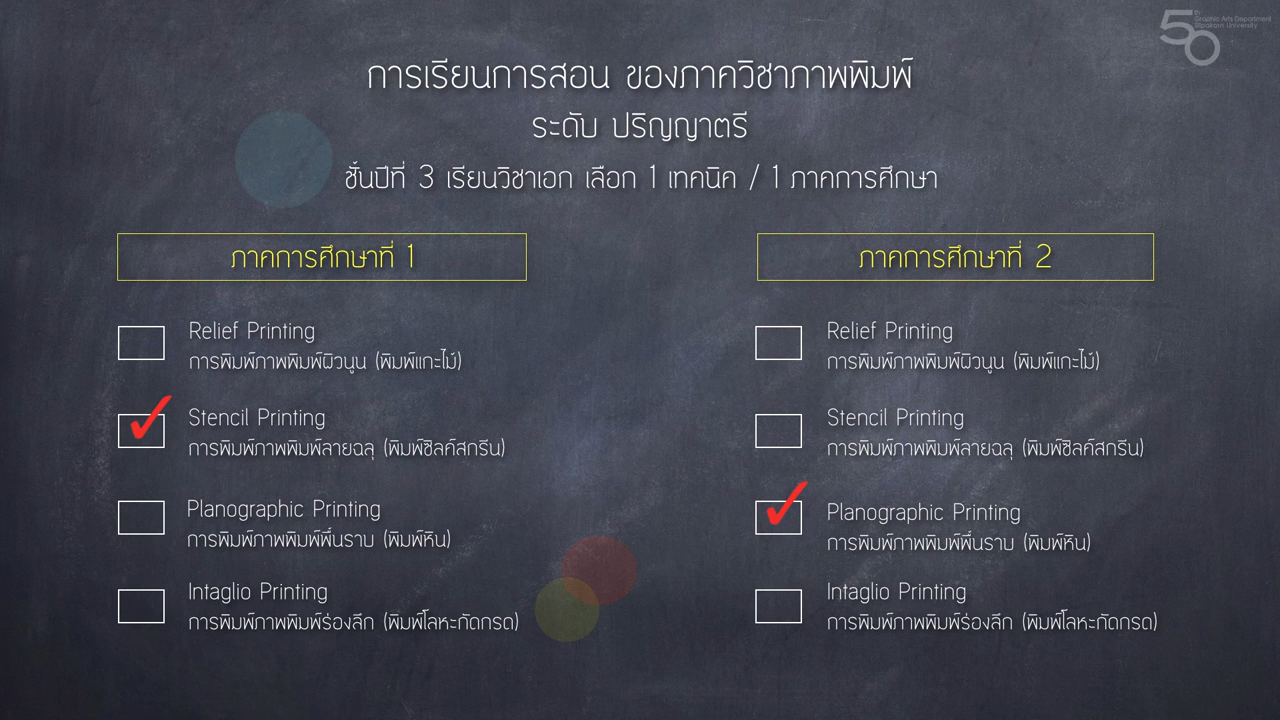 50
th
Graphic Arts Department
Silpakorn University
การเรียนการสอน ของภาควิชาภาพพิมพ์
ระดับ ปริญญาตรี
ชั้นปีที่ 3 เรียนวิชาเอก เลือก 1 เทคนิค / 1 ภาคการศึกษา
ภาคการศึกษาที่ 1
Relief Printing
การพิมพ์ภาพพิมพ์ผิวนูน (พิมพ์แกะไม้)
Stencil Printing
การพิมพ์ภาพพิมพ์ลายฉลุ (พิมพ์ซิลค์สกรีน)
Planographic Printing
การพิมพ์ภาพพิมพ์พื้นราบ (พิมพ์หิน)
Intaglio Printing
การพิมพ์ภาพพิมพ์ร่องลึก (พิมพ์โลหะกัดกรด)
ภาคการศึกษาที่ 2
Relief Printing
การพิมพ์ภาพพิมพ์ผิวนูน (พิมพ์แกะไม้)
Stencil Printing
การพิมพ์ภาพพิมพ์ลายฉลุ (พิมพ์ซิลค์สกรีน)
Planographic Printing
การพิมพ์ภาพพิมพ์พื้นราบ (พิมพ์หิน)
Intaglio Printing
การพิมพ์ภาพพิมพ์ร่องลึก (พิมพ์โลหะกัดกรด)